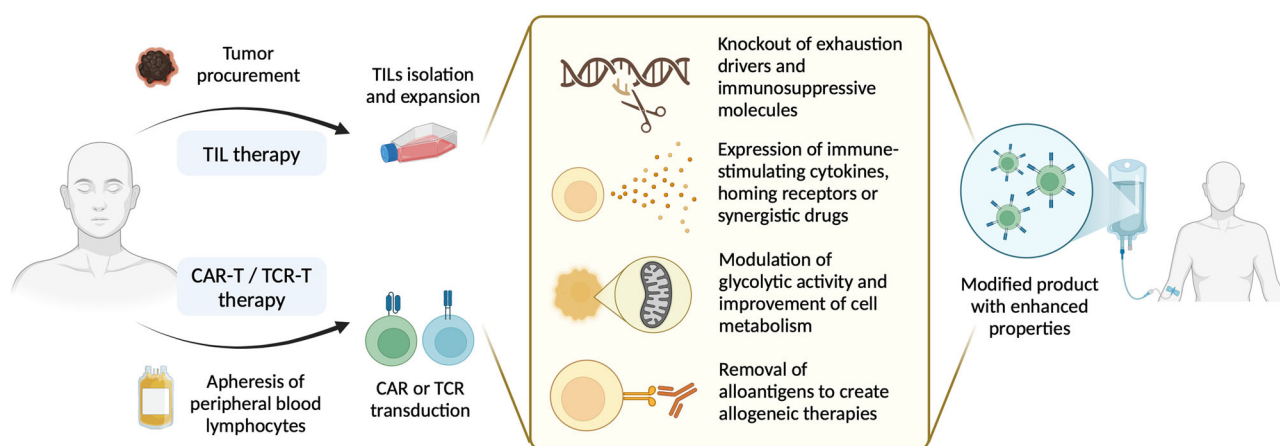 Tumor
procurement
TIL therapy
TILs isolation
and expansion
CAR-T / TCR-T
therapy
Apheresis of
peripheral blood
lymphocytes
CAR or TCR
transduction
Knockout of exhaustion
drivers and
immunosuppressive
molecules
Expression of immune-
stimulating cytokines,
homing receptors or
synergistic drugs
Modulation of
glycolytic activity and
improvement of cell
metabolism
Removal of
alloantigens to create
allogeneic therapies
Modified product
with enhanced
properties